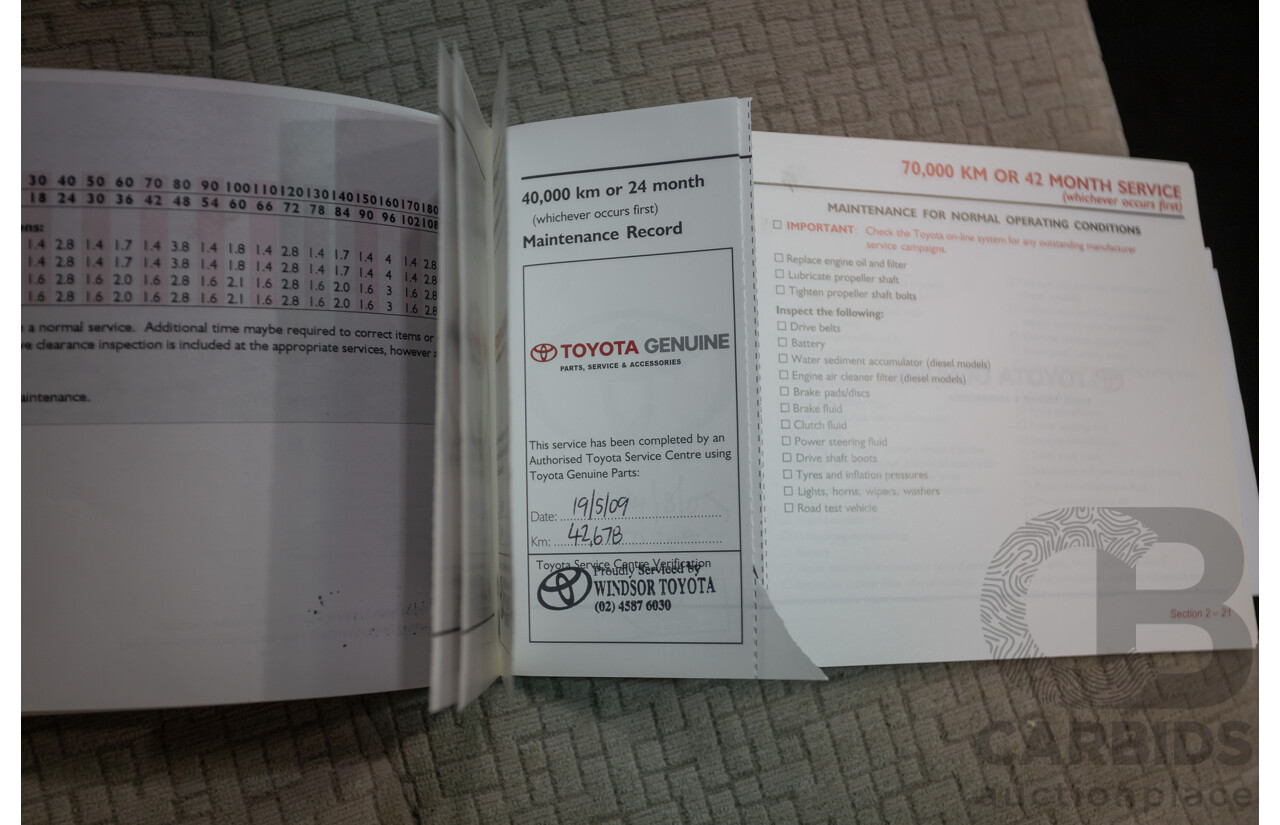 30 40 50 60 70 80 90 100 110 120 130 140 150 160 170 180
18 24 30 36 42 48 54 60 66 72 78 84 90 96 102 108
ns:
1.4 2.8 1.4 1.7 1.4 3.8 1.4 1.8 1.4 2.8 1.4 1.7 1.4 4 1.4 2.8
1.4 2.8 1.4 1.7 1.4 3.8 1.4 1.8 1.4 2.8 1.4 1.7 1.4 4 1.4 2.8
1.6 2.8 1.6 2.0 1.6 2.8 1.6 2.1 1.6 2.8 1.6 2.0 1.6 3 1.6 2.8
1.6 2.8 1.6 2.0 1.6 2.8 1.6 2.1 1.6 2.8 1.6 2.0 1.6 3 1.6 2.8
a normal service. Additional time maybe required to correct items or
e clearance inspection is included at the appropriate services, however
aintenance.
40,000 km or 24 month
(whichever occurs first)
Maintenance Record
TOYOTA GENUINE
PARTS, SERVICE & ACCESSORIES
This service has been completed by an
Authorised Toyota Service Centre using
Toyota Genuine Parts:
Date: 19/5/09
Km: 42,678
Toyota Service Centre Verification
Proudly Serviced by
WINDSOR TOYOTA
(02) 4587 6030
70,000 KM OR 42 MONTH SERVICE
(whichever occurs first)
MAINTENANCE FOR NORMAL OPERATING CONDITIONS
IMPORTANT: Check the Toyota on-line system for any outstanding manufacturer
service campaigns.
Replace engine oil and filter
Lubricate propeller shaft
Tighten propeller shaft bolts
Inspect the following:
Drive belts
Battery
Water sediment accumulator (diesel models)
Engine air cleaner filter (diesel models)
Brake pads/discs
Brake fluid
Clutch fluid
Power steering fluid
Drive shaft boots
Tyres and inflation pressures
Lights, horns, wipers, washers
Road test vehicle
Section 2 - 21
CB
CARBIDS
auctionplace